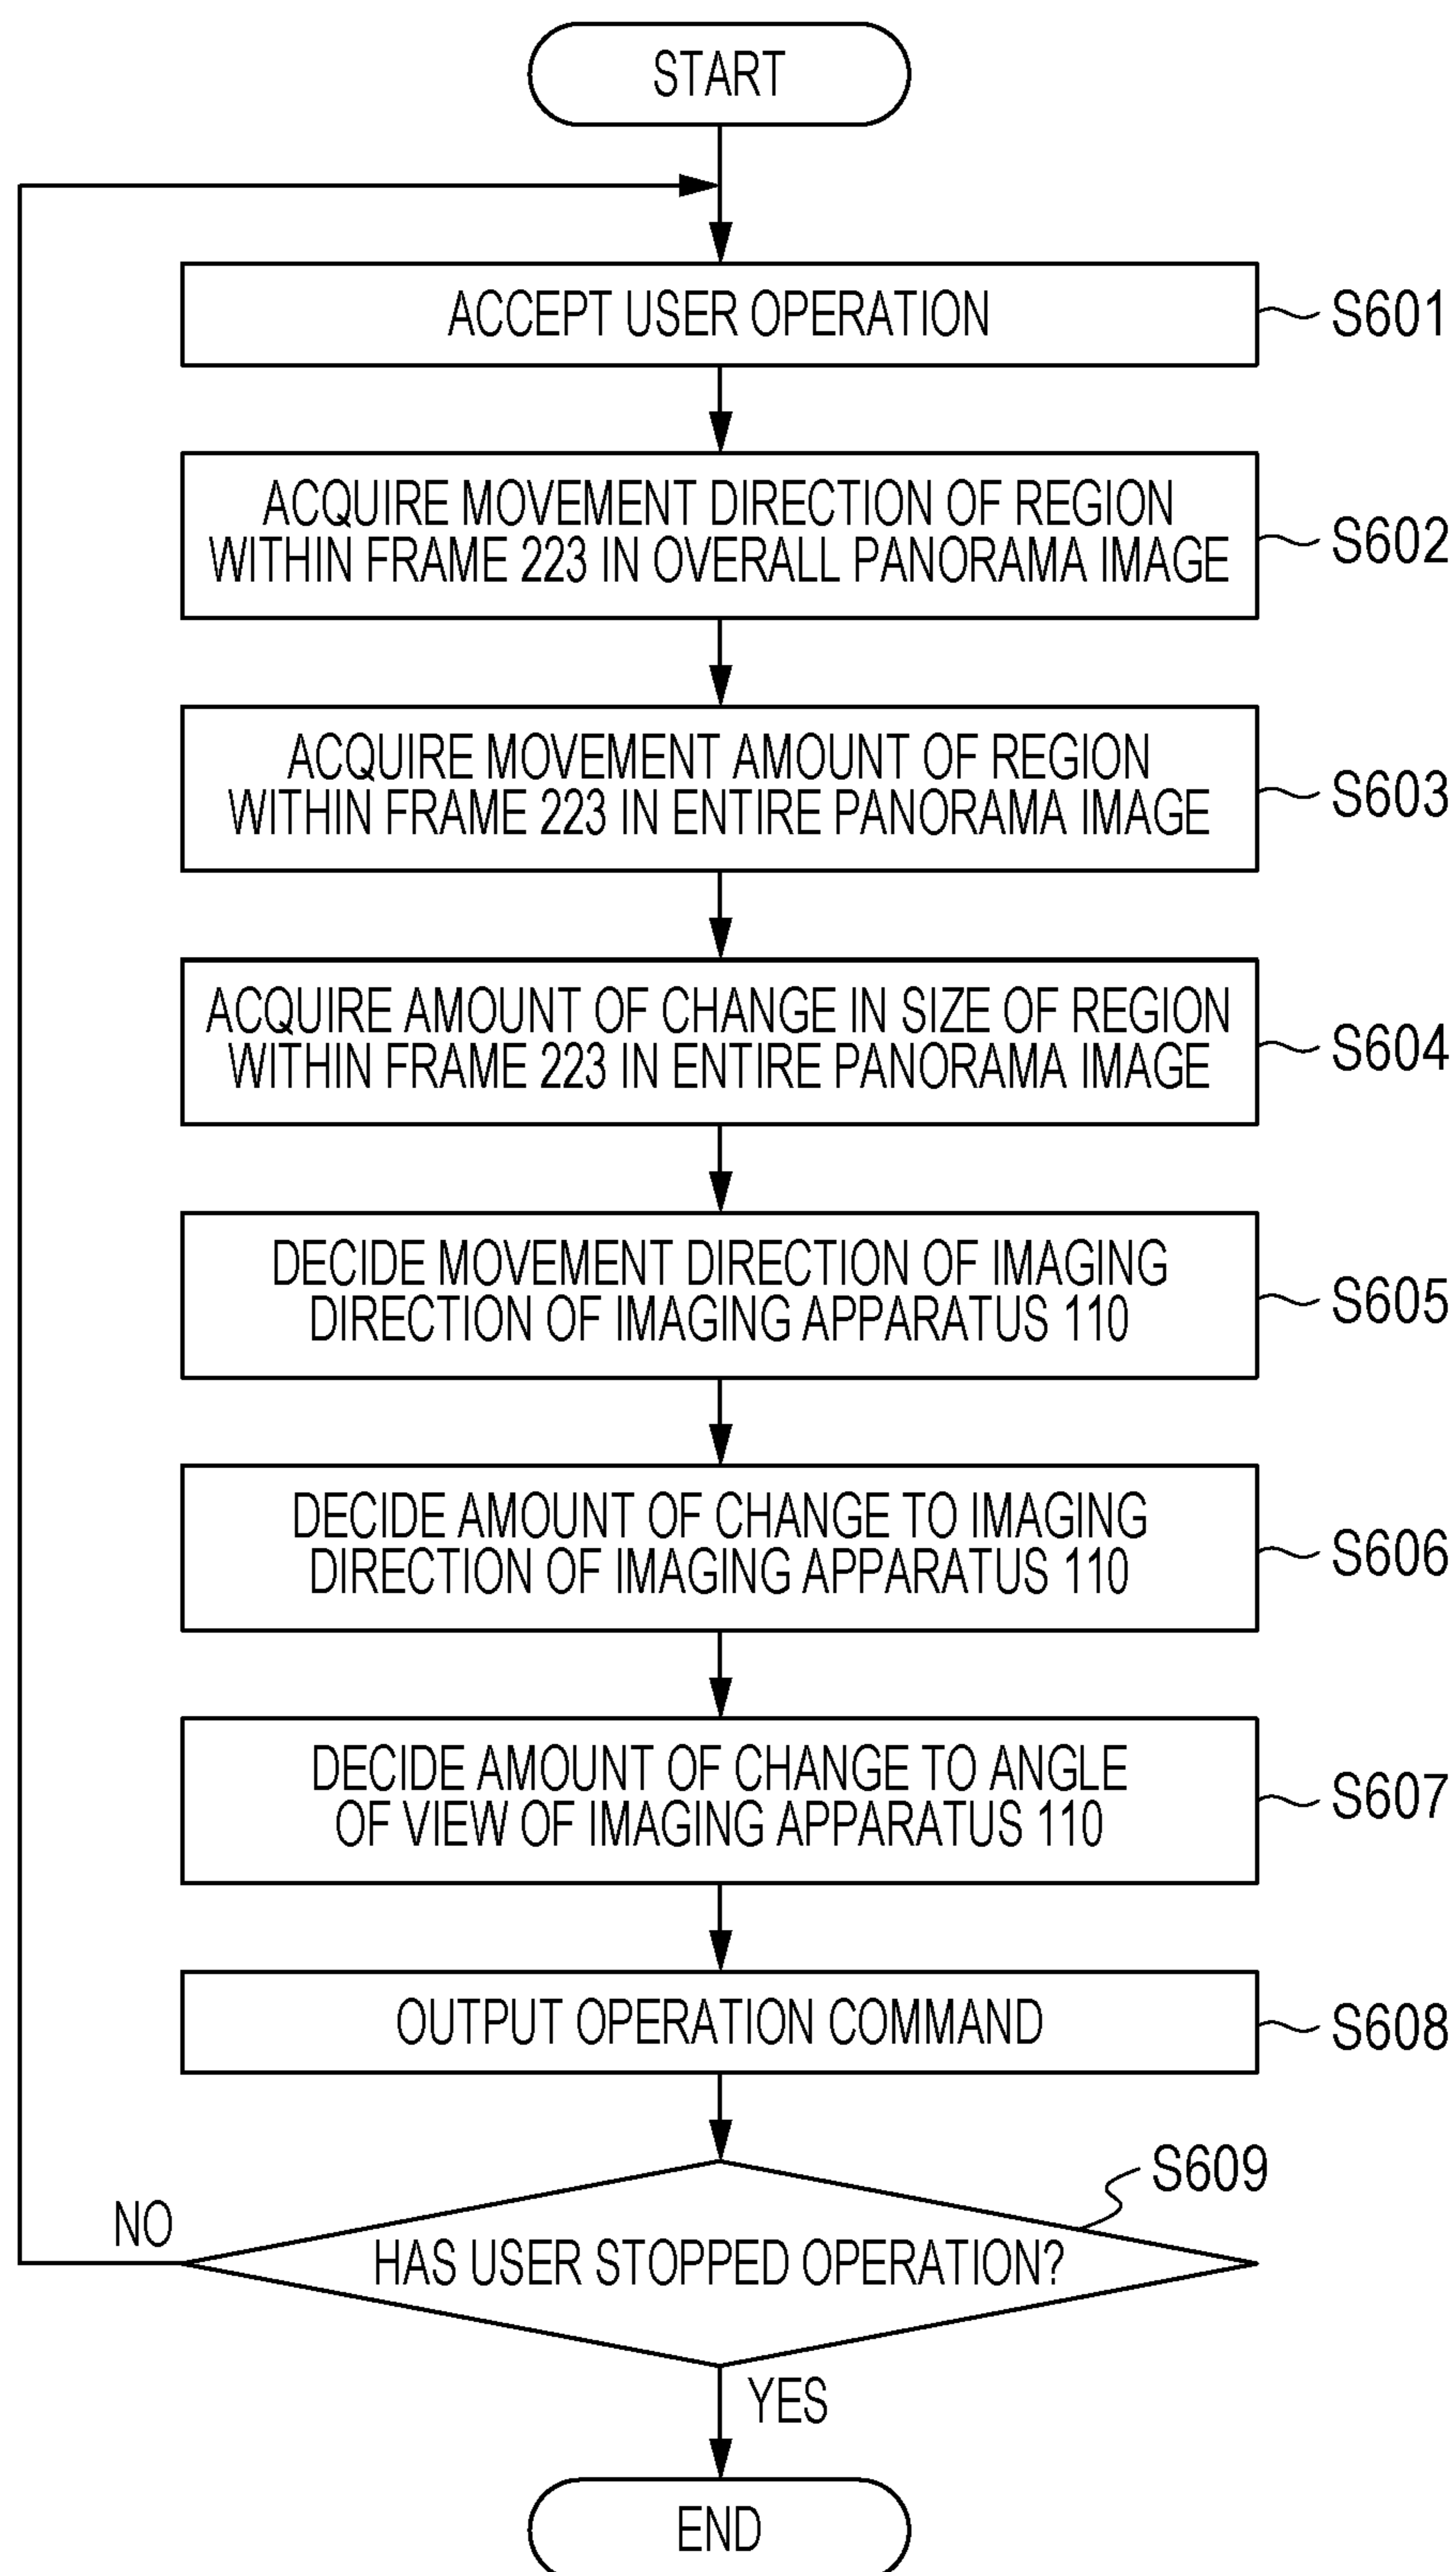 START
ACCEPT USER OPERATION
S601
ACQUIRE MOVEMENT DIRECTION OF REGION
WITHIN FRAME 223 IN OVERALL PANORAMA IMAGE
S602
ACQUIRE MOVEMENT AMOUNT OF REGION
WITHIN FRAME 223 IN ENTIRE PANORAMA IMAGE
S603
ACQUIRE AMOUNT OF CHANGE IN SIZE OF REGION
WITHIN FRAME 223 IN ENTIRE PANORAMA IMAGE
S604
DECIDE MOVEMENT DIRECTION OF IMAGING
DIRECTION OF IMAGING APPARATUS 110
S605
DECIDE AMOUNT OF CHANGE TO IMAGING
DIRECTION OF IMAGING APPARATUS 110
S606
DECIDE AMOUNT OF CHANGE TO ANGLE
OF VIEW OF IMAGING APPARATUS 110
S607
OUTPUT OPERATION COMMAND
S608
S609
NO
HAS USER STOPPED OPERATION?
YES
END